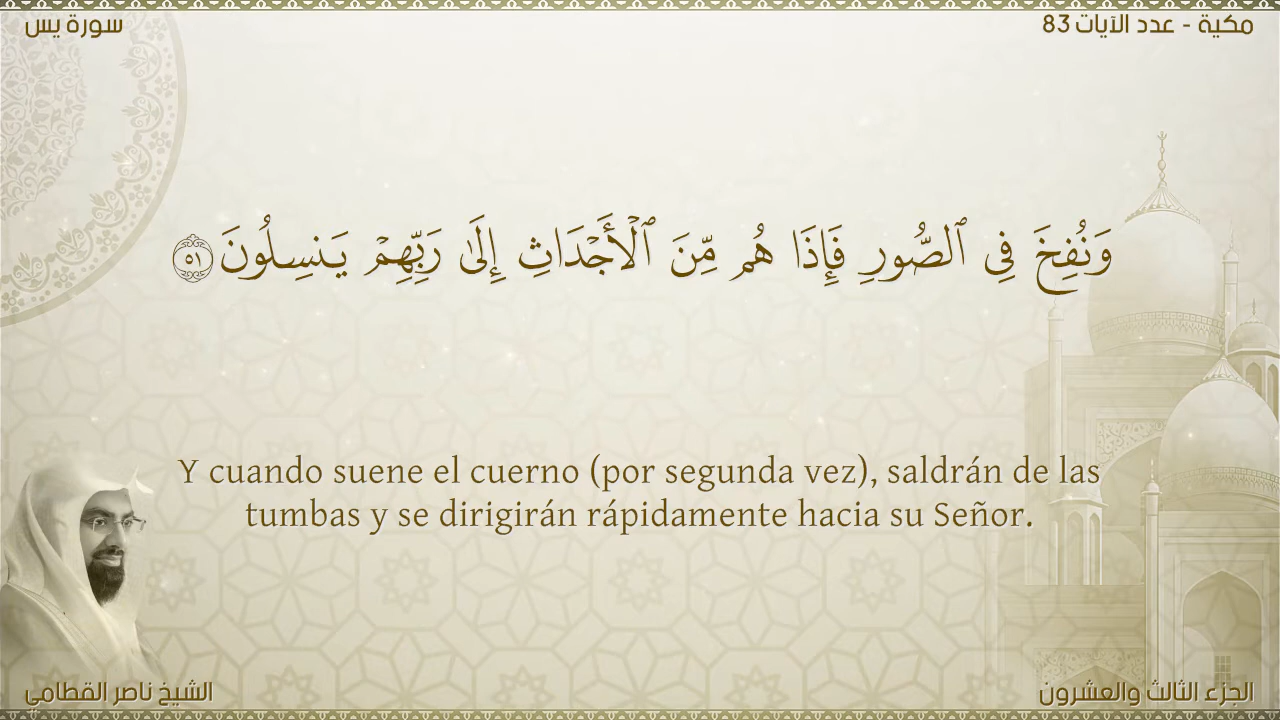 مكية - عدد الآيات 83
سورة يس
وَنُفِخَ فِى ٱلصُّورِ فَإِذَا هُم مِّنَ ٱلْأَجْدَاثِ إِلَىٰ رَبِّهِمْ يَنسِلُونَ ٥١
Y cuando suene el cuerno (por segunda vez), saldrán de las
tumbas y se dirigirán rápidamente hacia su Señor.
الجزء الثالث والعشرون
الشيخ ناصر القطامي